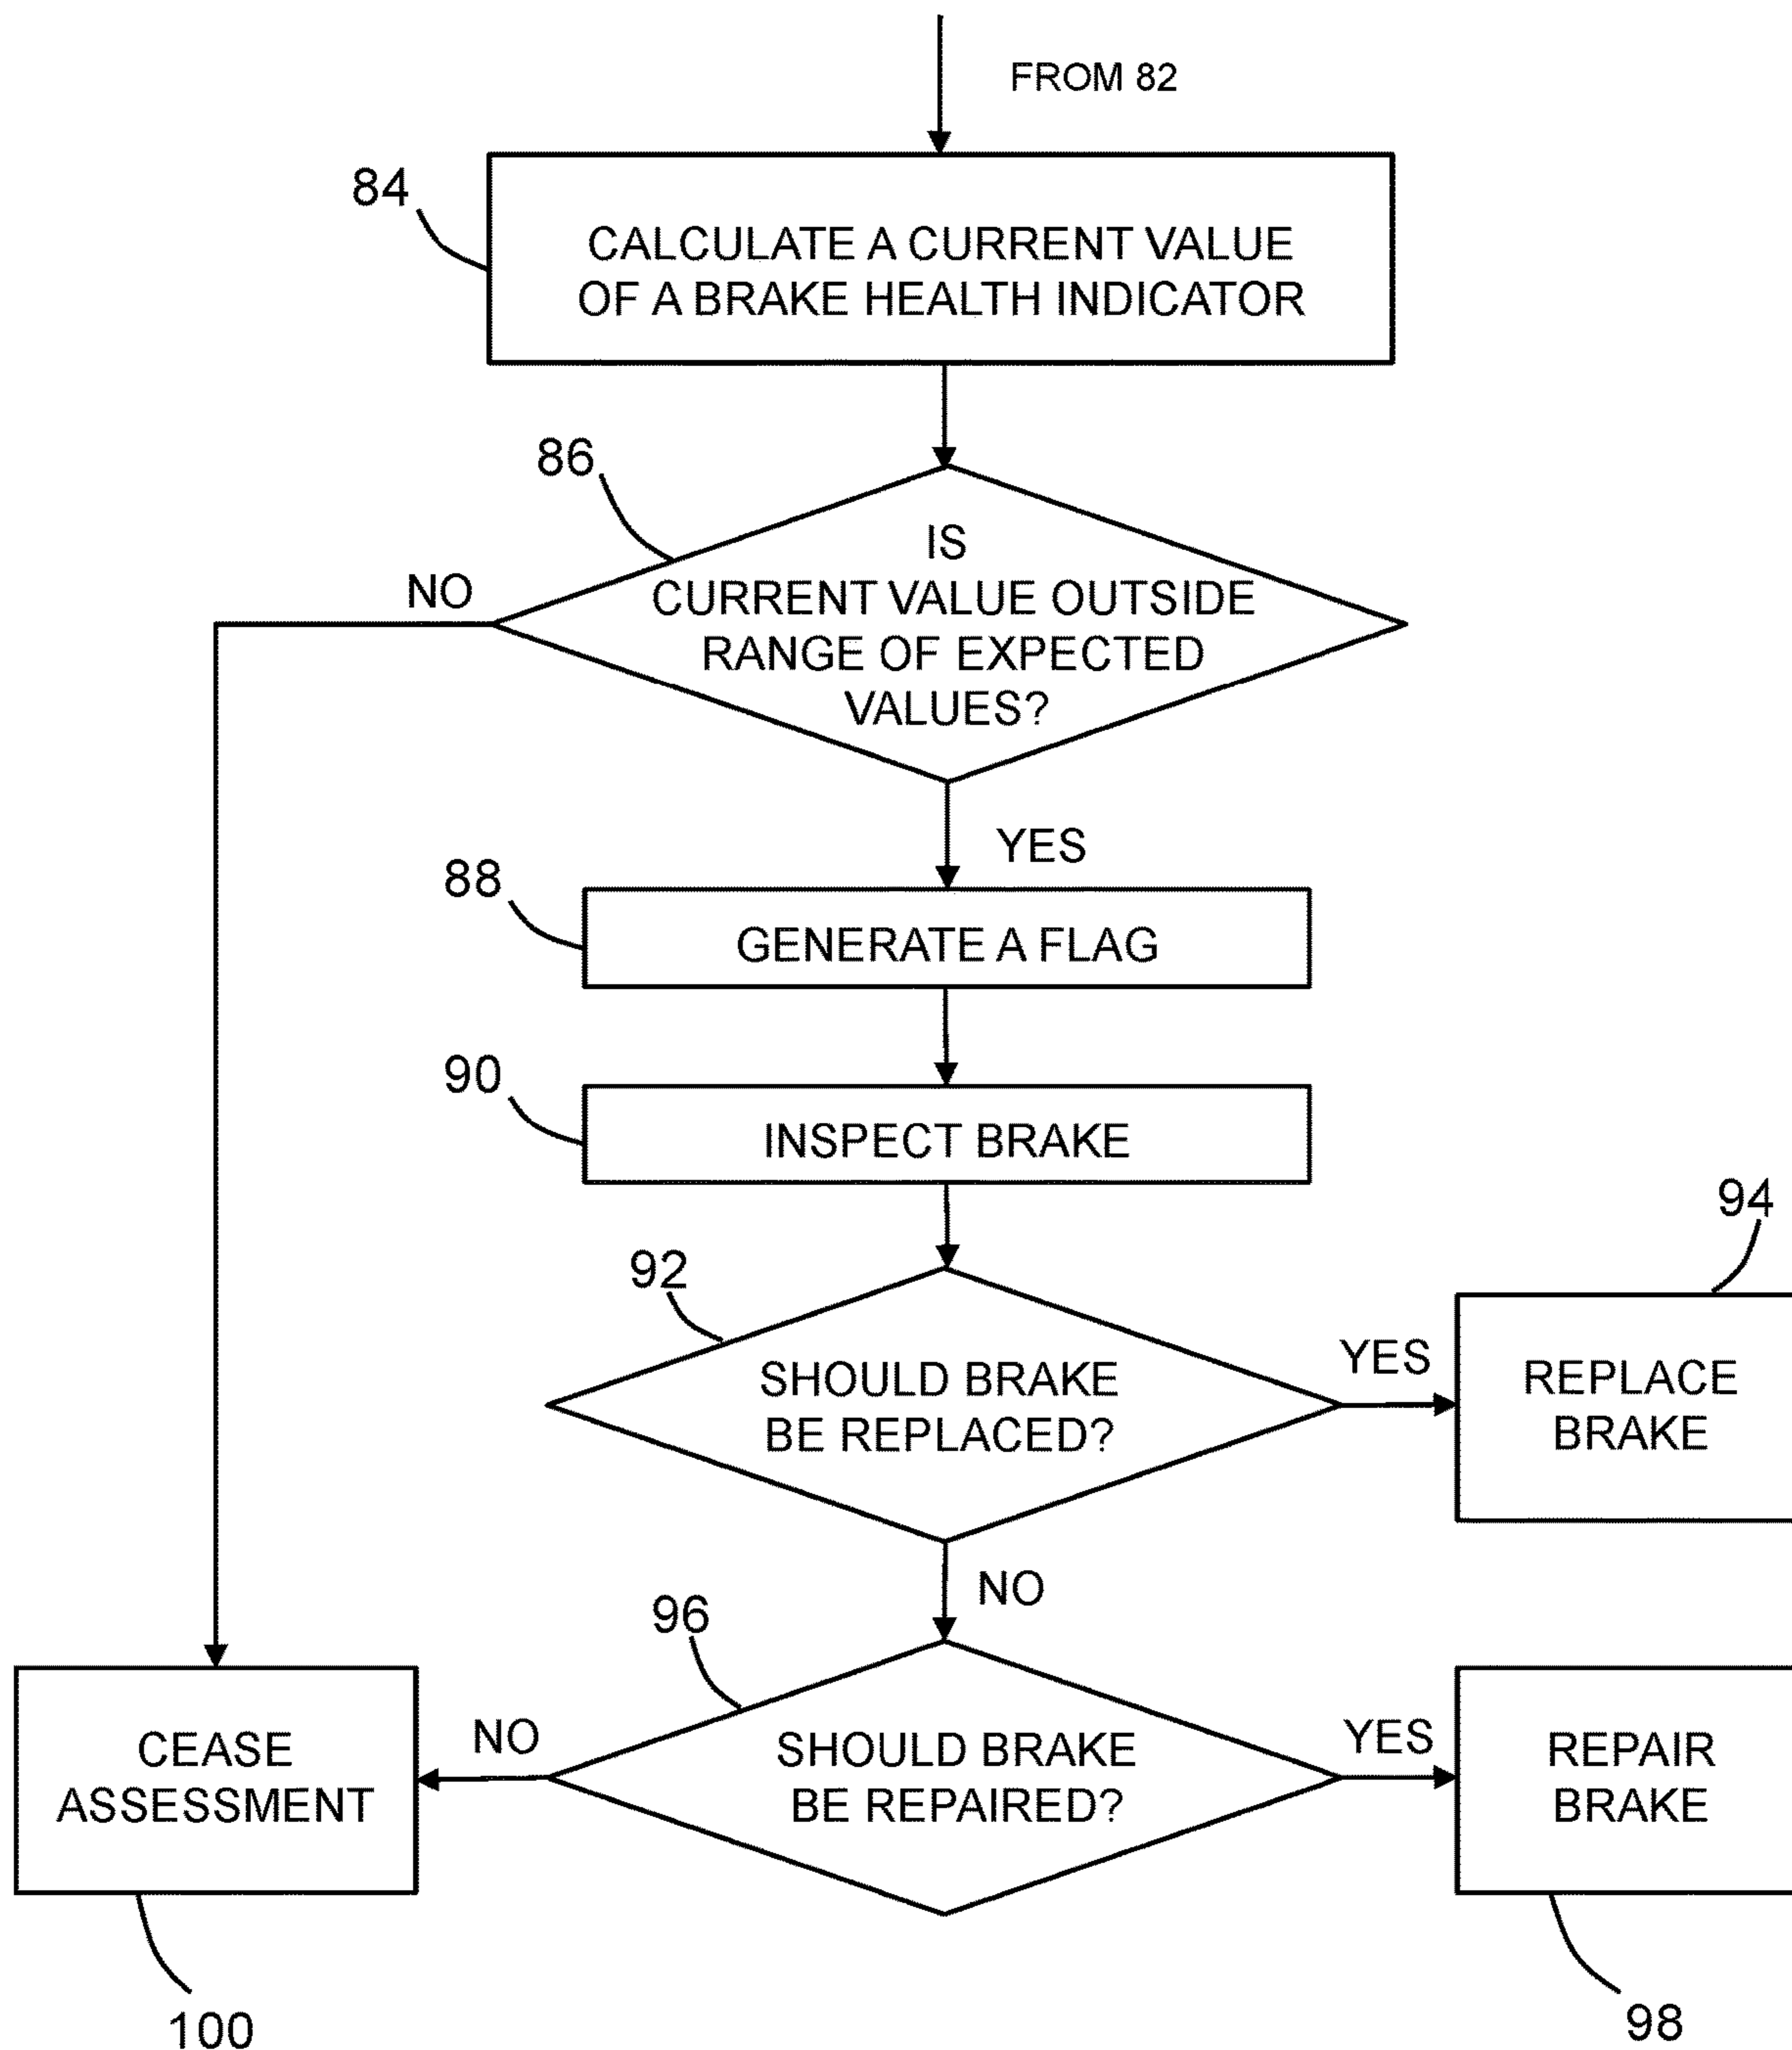 FROM 82
84
CALCULATE A CURRENT VALUE
OF A BRAKE HEALTH INDICATOR
86
IS
CURRENT VALUE OUTSIDE
RANGE OF EXPECTED
VALUES?
NO
YES
88
GENERATE A FLAG
90
INSPECT BRAKE
92
SHOULD BRAKE
BE REPLACED?
YES
94
REPLACE
BRAKE
NO
96
SHOULD BRAKE
BE REPAIRED?
NO
CEASE
ASSESSMENT
100
YES
REPAIR
BRAKE
98